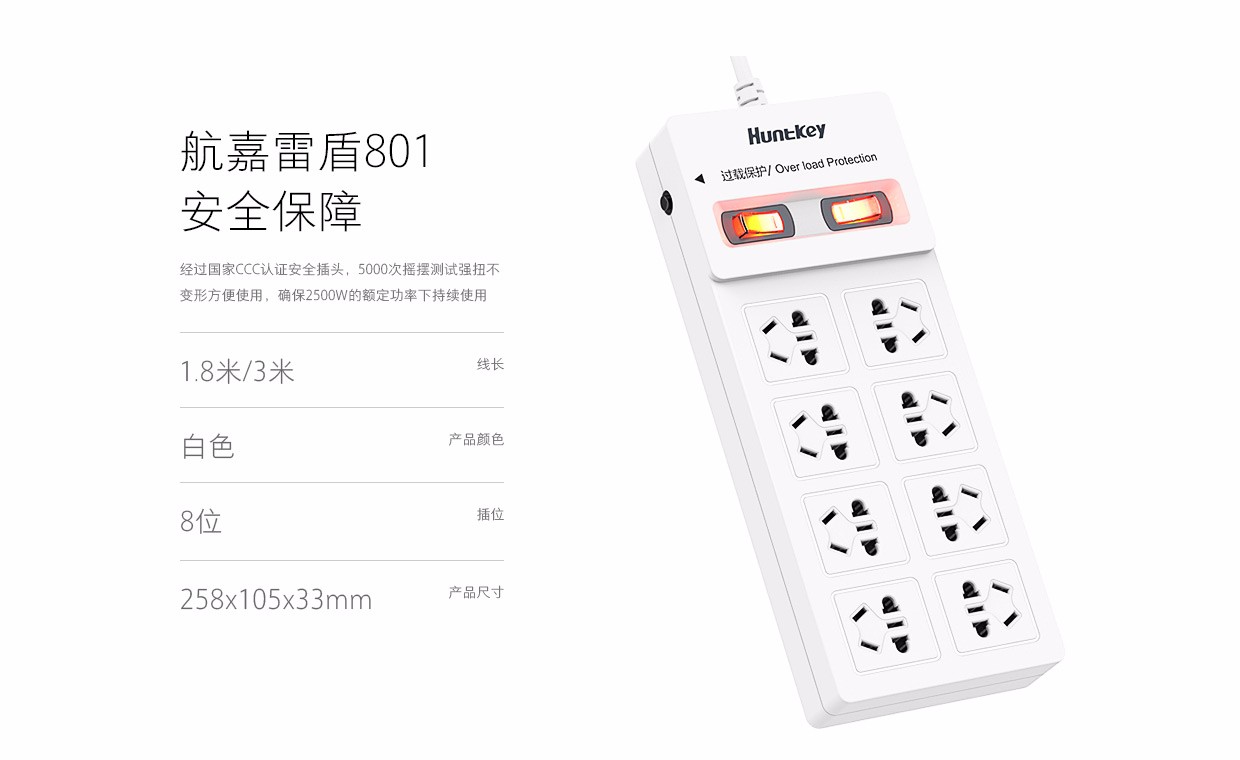 航嘉雷盾801
安全保障
经过国家CCC认证安全插头，5000次摇摆测试强扭不
变形方便使用，确保2500W的额定功率下持续使用
1.8米/3米
线长
白色
产品颜色
8位
插位
258x105x33mm
产品尺寸
Huntkey
◀ 过载保护/ Over load Protection